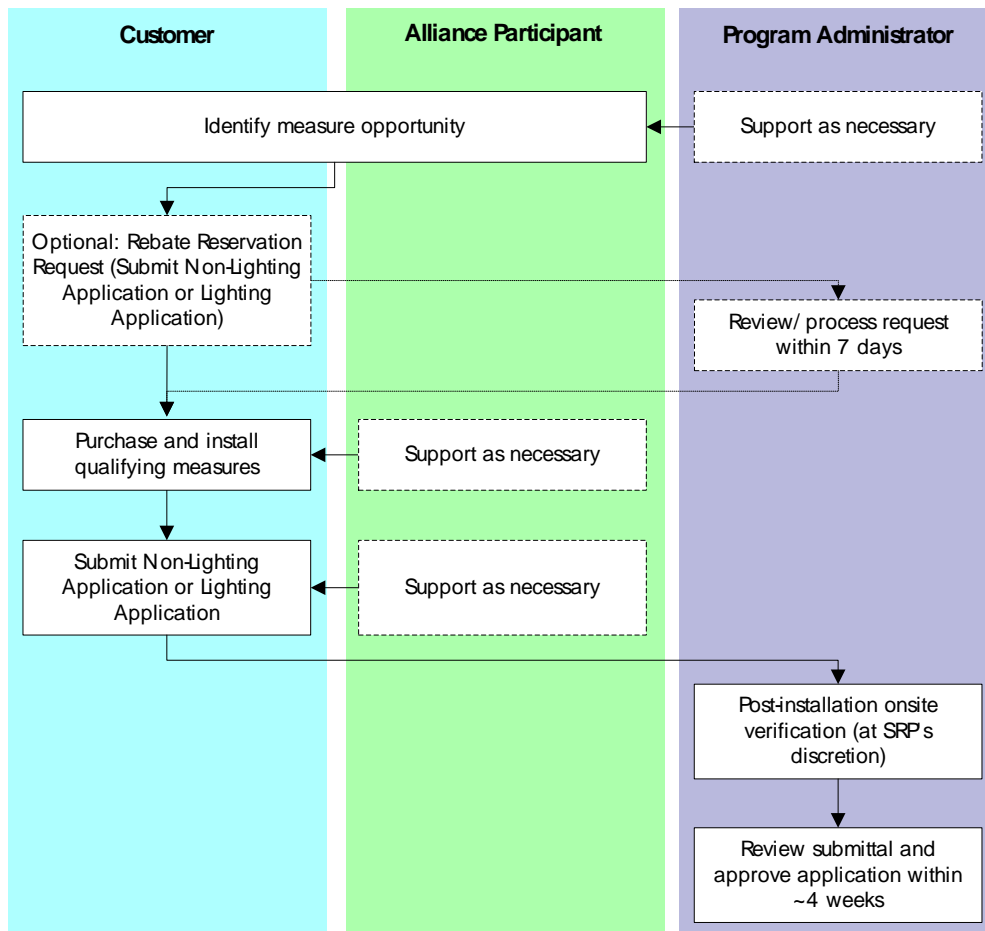 Customer
Alliance Participant
Program Administrator
Identify measure opportunity
Support as necessary
Optional: Rebate Reservation
Request (Submit Non-Lighting
Application or Lighting
Application)
Review/ process request
within 7 days
Purchase and install
qualifying measures
Support as necessary
Submit Non-Lighting
Application or Lighting
Application
Support as necessary
Post-installation onsite
verification (at SRP's
discretion)
Review submittal and
approve application within
~4 weeks